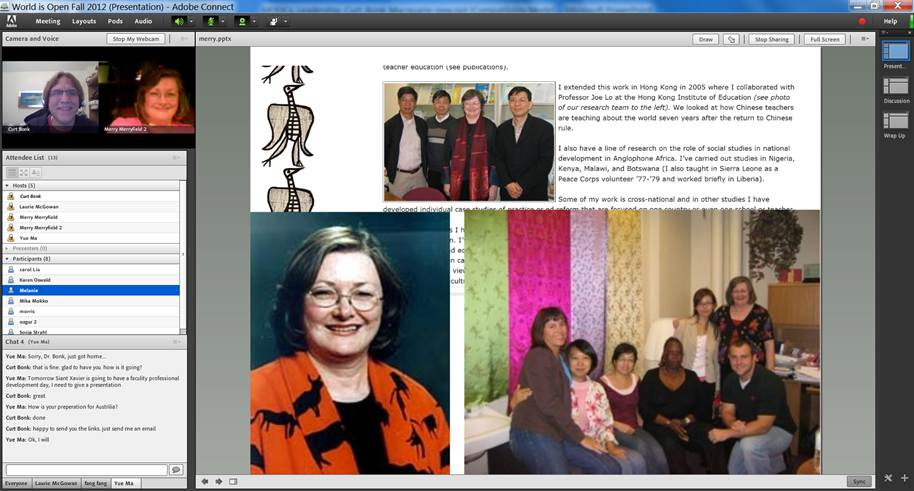 World is Open Fall 2012 (Presentation) - Adobe Connect
Adobe
Meeting Layouts Pods Audio
Help
Camera and Voice
Stop My Webcam
Curt Bonk
Merry Merryfield 2
Attendee List (13)
Hosts (5)
Curt Bonk
Laurie McGowan
Merry Merryfield
Merry Merryfield 2
Yue Ma
Presenters (0)
Participants (8)
carol Liu
Karen Oswald
Melanie
Mike Mokko
morris
ozgur 2
Sonja Strahl
Chat 4 (Yue Ma)
Yue Ma: Sorry, Dr. Bonk, just got home...
Curt Bonk: that is fine. glad to have you. how is it going?
Yue Ma: Tomorrow Siant Xavier is going to have a faculty professional
development day, I need to give a presentation
Curt Bonk: great
Yue Ma: How is your preperation for Austrilia?
Curt Bonk: done
Curt Bonk: happy to send you the links. just send me an email
Yue Ma: Ok, I will
Everyone Laurie McGowan fang fang Yue Ma
merry.pptx
Draw
Stop Sharing
Full Screen
teacher education (see publications).
I extended this work in Hong Kong in 2005 where I collaborated with
Professor Joe Lo at the Hong Kong Institute of Education (see photo
of our research team to the left). We looked at how Chinese teachers
are teaching about the world seven years after the return to Chinese
rule.
I also have a line of research on the role of social studies in national
development in Anglophone Africa. I've carried out studies in Nigeria,
Kenya, Malawi, and Botswana (I also taught in Sierra Leone as a
Peace Corps volunteer '77-'79 and worked briefly in Liberia).
Some of my work is cross-national and in other studies I have
developed individual case studies of practice or
Sync
Present...
Discussion
Wrap Up